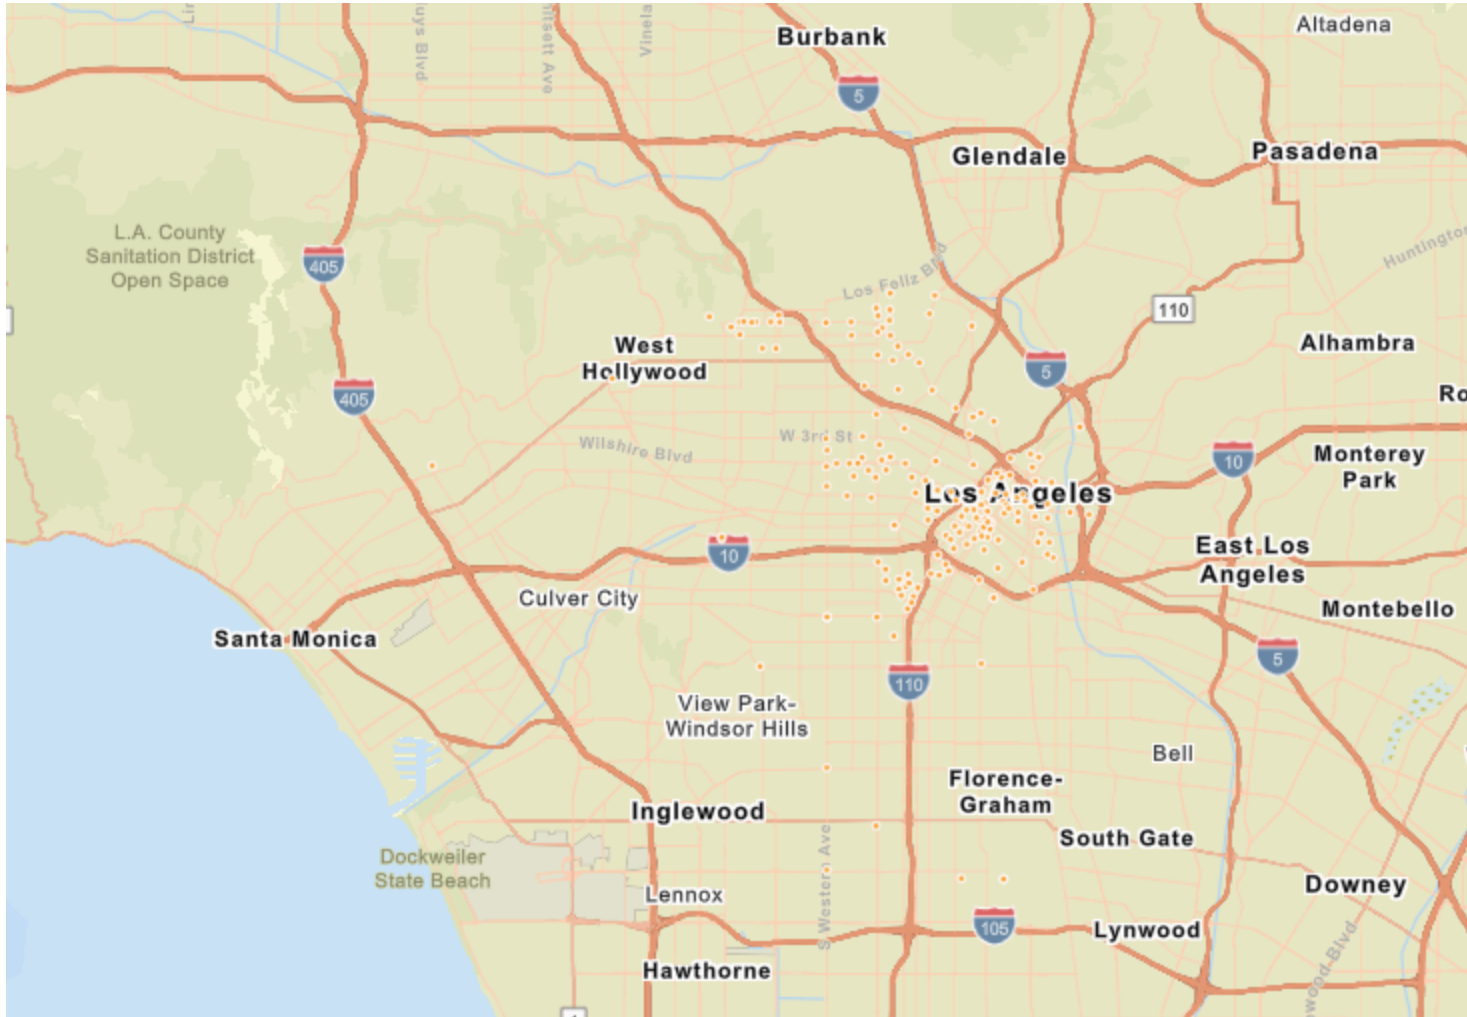 Burbank
Altadena
5
Glendale
Pasadena
L.A. County
Sanitation District
Open Space
405
Los Feliz Blvd
Huntington
110
West
Hollywood
Alhambra
5
405
Wilshire Blvd
W 3rd St
10
Monterey
Park
Los Angeles
10
East Los
Angeles
Culver City
Montebello
Santa Monica
5
110
View Park-
Windsor Hills
Bell
Florence-
Graham
Inglewood
South Gate
Dockweiler
State Beach
S Western Ave
Lennox
Downey
105
Lynwood
Hawthorne